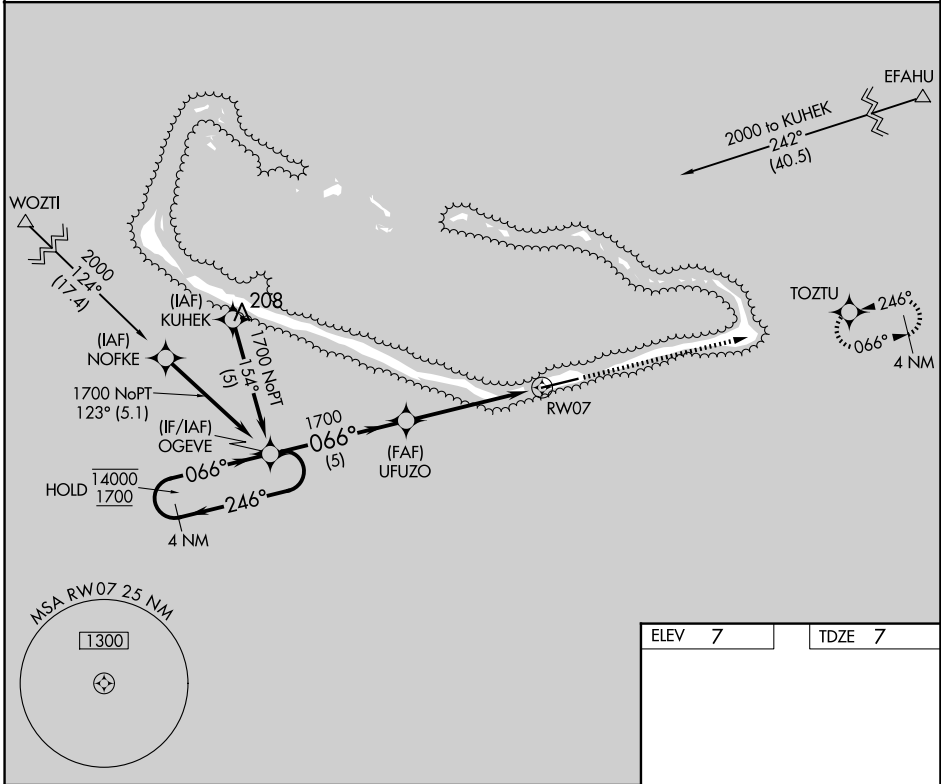 EFAHU
2000 to KUHEK
242°
(40.5)
WOZTI
2000
124°
(17.4)
(IAF)
KUHEK
208
TOZTU
246°
066°
4 NM
(IAF)
NOFKE
1700 NoPT
154°
(5)
1700 NoPT
123° (5.1)
RW07
(IF/IAF)
OGEVE
1700
066°
(5)
(FAF)
UFUZO
066°
HOLD
14000
1700
246°
4 NM
MSA RW07 25 NM
1300
ELEV 7
TDZE 7